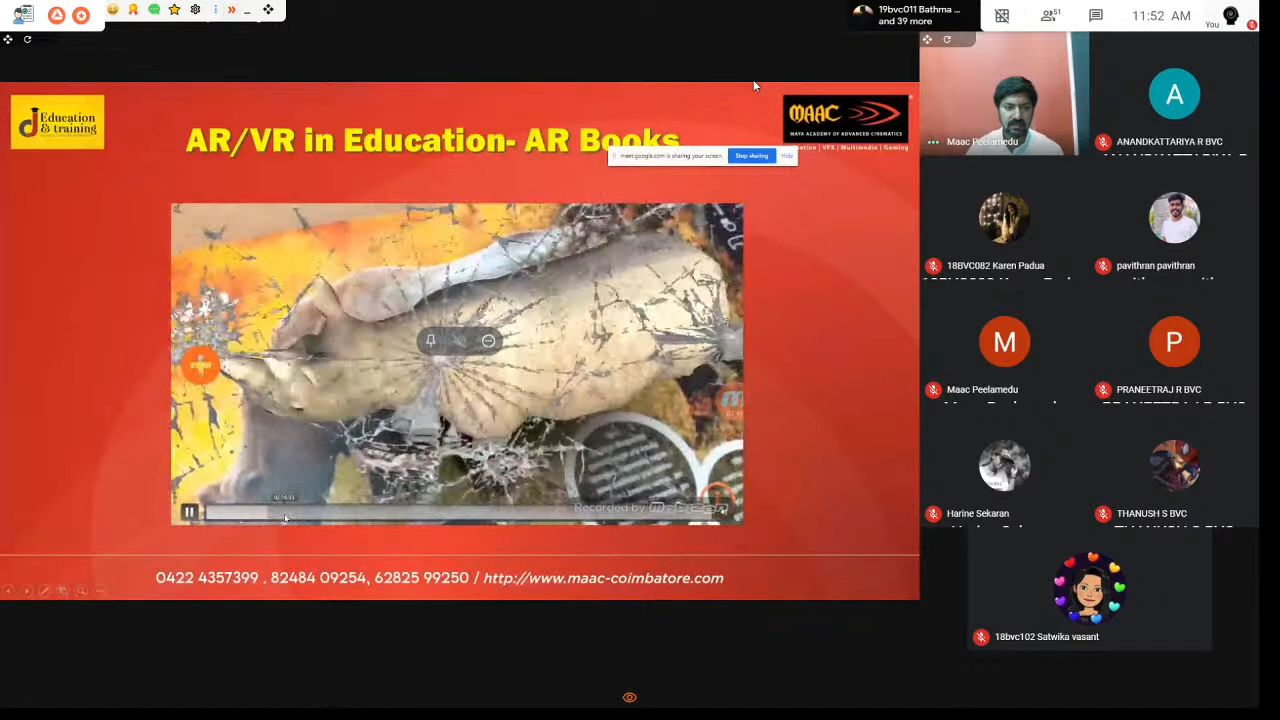 19bvc011 Bathma ...
and 39 more
51
11:52 AM
You
Education
& training
AR/VR in Education- AR Books
MAAC
MAYA ACADEMY OF ADVANCED CINEMATICS
meet.google.com is sharing your screen.
Stop sharing
Hide
Recorded by
0422 4357399 . 82484 09254, 62825 99250 / http://www.maac-coimbatore.com
Maac Peelamedu
A
ANANDKATTARIYA R BVC
18BVC082 Karen Padua
pavithran pavithran
M
Maac Peelamedu
P
PRANEETRAJ R BVC
Harine Sekaran
THANUSH S BVC
18bvc102 Satwika vasant